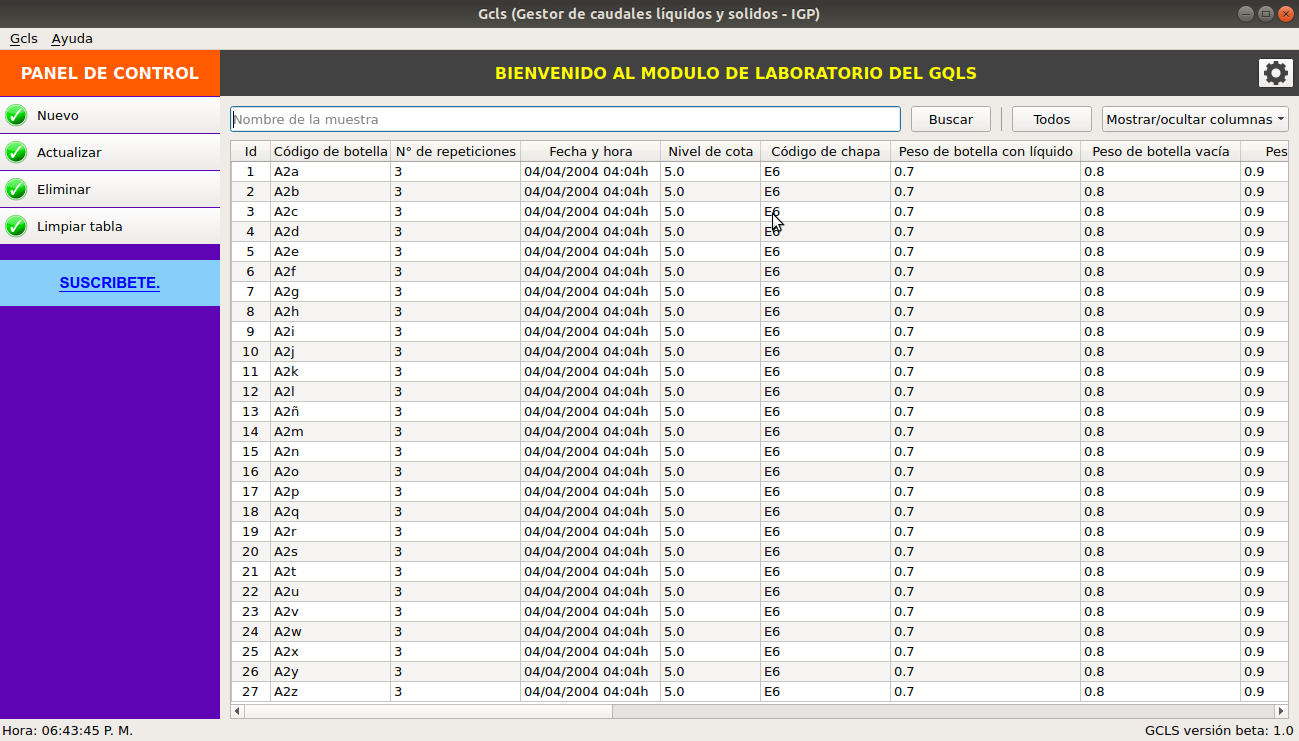 Gcls (Gestor de caudales líquidos y solidos - IGP)
Gcls Ayuda
PANEL DE CONTROL
BIENVENIDO AL MODULO DE LABORATORIO DEL GQLS
Nuevo
Actualizar
Eliminar
Limpiar tabla
SUSCRIBETE.
Nombre de la muestra Buscar Todos Mostrar/ocultar columnas
Id Código de botella N° de repeticiones Fecha y hora Nivel de cota Código de chapa Peso de botella con líquido Peso de botella vacía Pes
1 A2a 3 04/04/2004 04:04h 5.0 E6 0.7 0.8 0.9
2 A2b 3 04/04/2004 04:04h 5.0 E6 0.7 0.8 0.9
3 A2c 3 04/04/2004 04:04h 5.0 E6 0.7 0.8 0.9
4 A2d 3 04/04/2004 04:04h 5.0 E6 0.7 0.8 0.9
5 A2e 3 04/04/2004 04:04h 5.0 E6 0.7 0.8 0.9
6 A2f 3 04/04/2004 04:04h 5.0 E6 0.7 0.8 0.9
7 A2g 3 04/04/2004 04:04h 5.0 E6 0.7 0.8 0.9
8 A2h 3 04/04/2004 04:04h 5.0 E6 0.7 0.8 0.9
9 A2i 3 04/04/2004 04:04h 5.0 E6 0.7 0.8 0.9
10 A2j 3 04/04/2004 04:04h 5.0 E6 0.7 0.8 0.9
11 A2k 3 04/04/2004 04:04h 5.0 E6 0.7 0.8 0.9
12 A2l 3 04/04/2004 04:04h 5.0 E6 0.7 0.8 0.9
13 A2ñ 3 04/04/2004 04:04h 5.0 E6 0.7 0.8 0.9
14 A2m 3 04/04/2004 04:04h 5.0 E6 0.7 0.8 0.9
15 A2n 3 04/04/2004 04:04h 5.0 E6 0.7 0.8 0.9
16 A2o 3 04/04/2004 04:04h 5.0 E6 0.7 0.8 0.9
17 A2p 3 04/04/2004 04:04h 5.0 E6 0.7 0.8 0.9
18 A2q 3 04/04/2004 04:04h 5.0 E6 0.7 0.8 0.9
19 A2r 3 04/04/2004 04:04h 5.0 E6 0.7 0.8 0.9
20 A2s 3 04/04/2004 04:04h 5.0 E6 0.7 0.8 0.9
21 A2t 3 04/04/2004 04:04h 5.0 E6 0.7 0.8 0.9
22 A2u 3 04/04/2004 04:04h 5.0 E6 0.7 0.8 0.9
23 A2v 3 04/04/2004 04:04h 5.0 E6 0.7 0.8 0.9
24 A2w 3 04/04/2004 04:04h 5.0 E6 0.7 0.8 0.9
25 A2x 3 04/04/2004 04:04h 5.0 E6 0.7 0.8 0.9
26 A2y 3 04/04/2004 04:04h 5.0 E6 0.7 0.8 0.9
27 A2z 3 04/04/2004 04:04h 5.0 E6 0.7 0.8 0.9
Hora: 06:43:45 P. M.
GCLS versión beta: 1.0